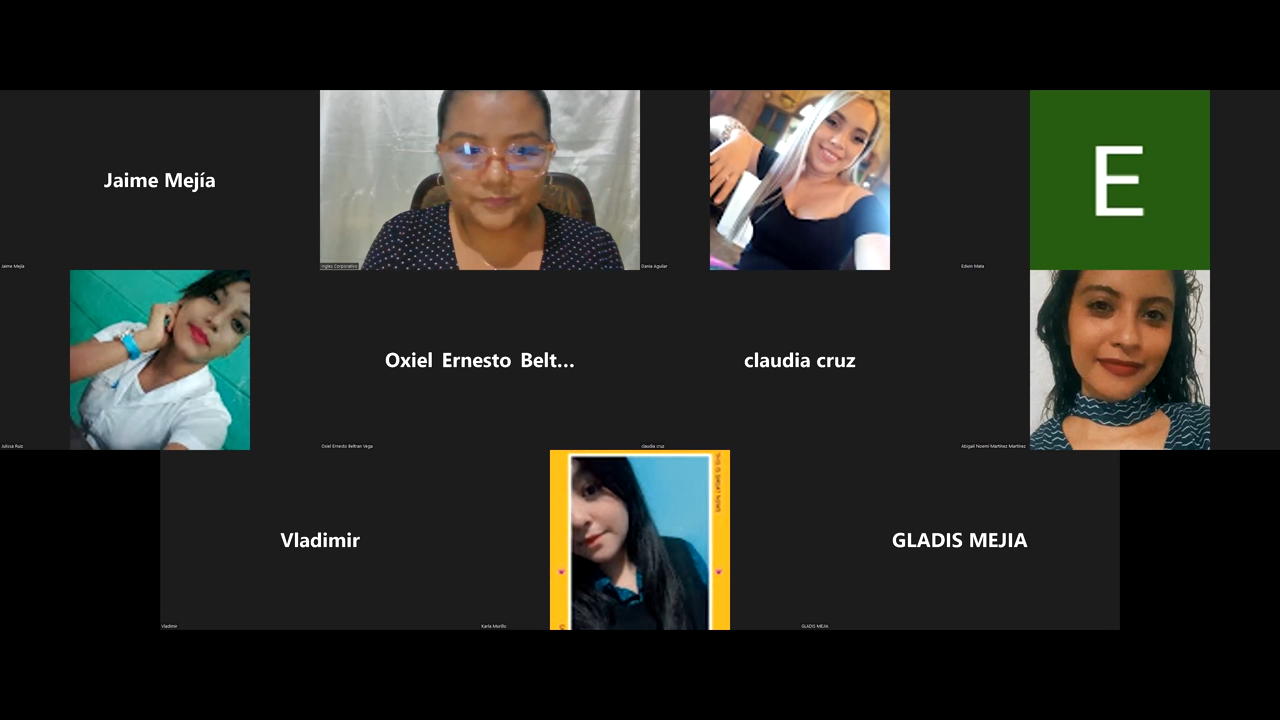 Jaime Mejía
E
Jaime Mejía
Ingles Corporativo
Dania Aguilar
Edwin Mata
Oxiel Ernesto Belt...
claudia cruz
Julissa Ruiz
Oxiel Ernesto Beltran Vega
claudia cruz
Abigail Noemi Martinez Martinez
Vladimir
GLADIS MEJIA
Vladimir
Karla Murillo
GLADIS MEJIA